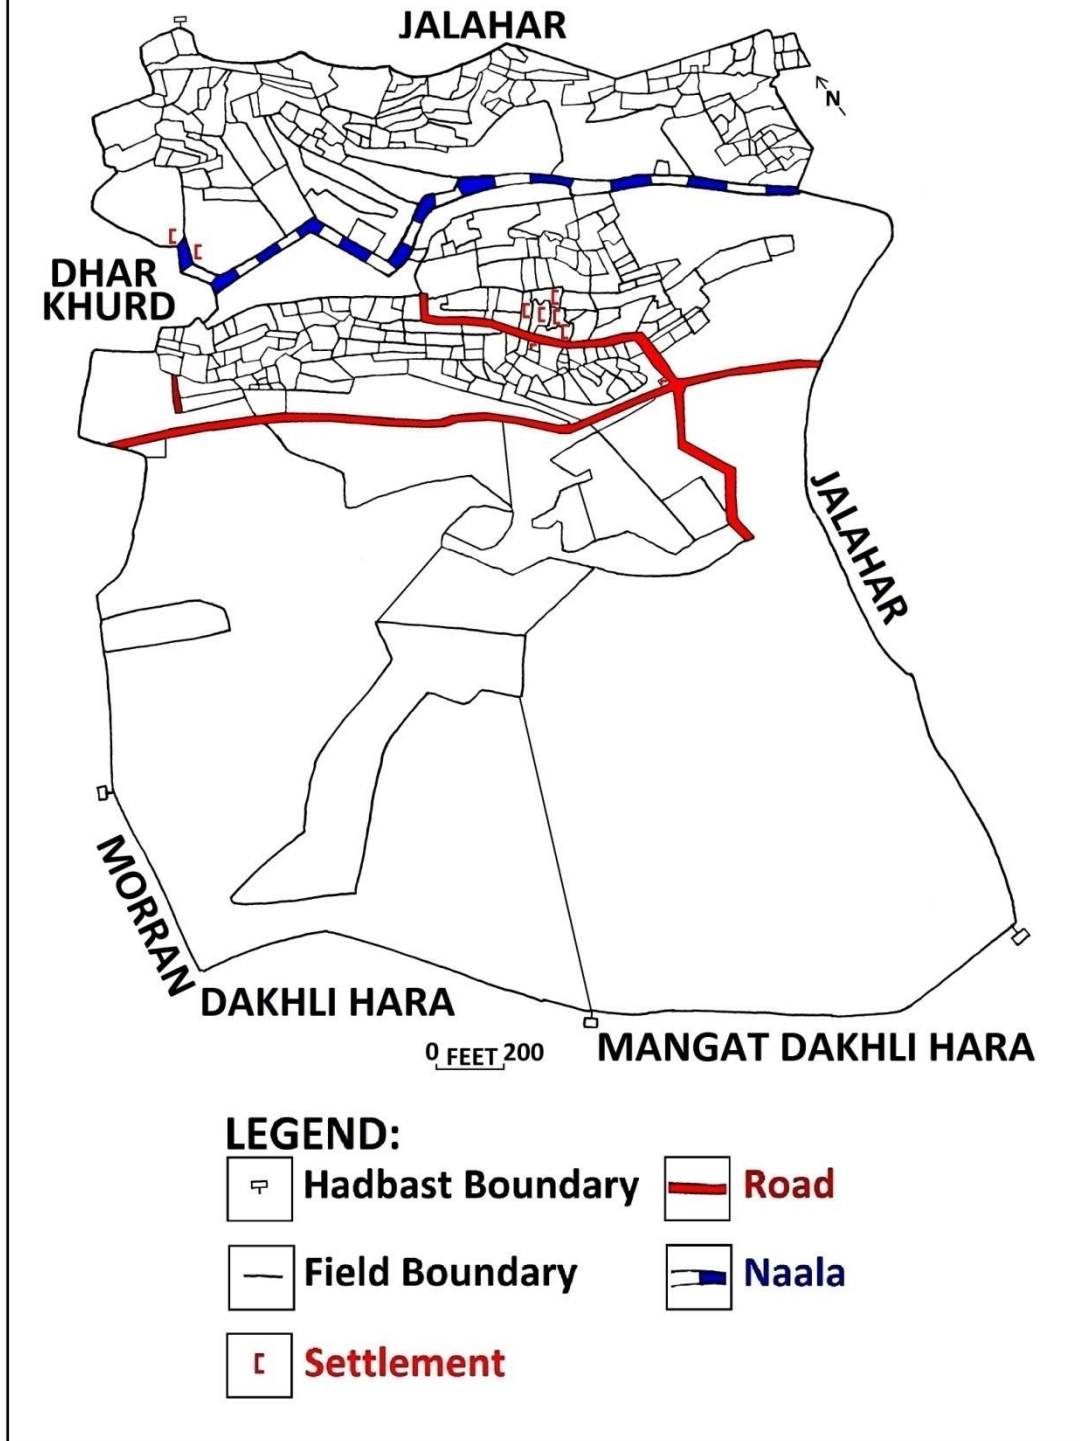 JALAHAR
N
DHAR
KHURD
JALAHAR
MORRAN
DAKHLI HARA
0 FEET 200
MANGAT DAKHLI HARA
LEGEND:
Hadbast Boundary
Road
Field Boundary
Naala
Settlement